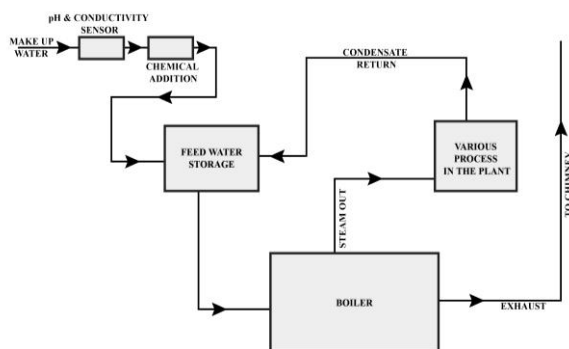 pH & CONDUCTIVITY
SENSOR
MAKE UP
WATER
CHEMICAL
ADDITION
CONDENSATE
RETURN
FEED WATER
STORAGE
VARIOUS
PROCESS
IN THE PLANT
TO CHIMNEY
STEAM OUT
BOILER
EXHAUST